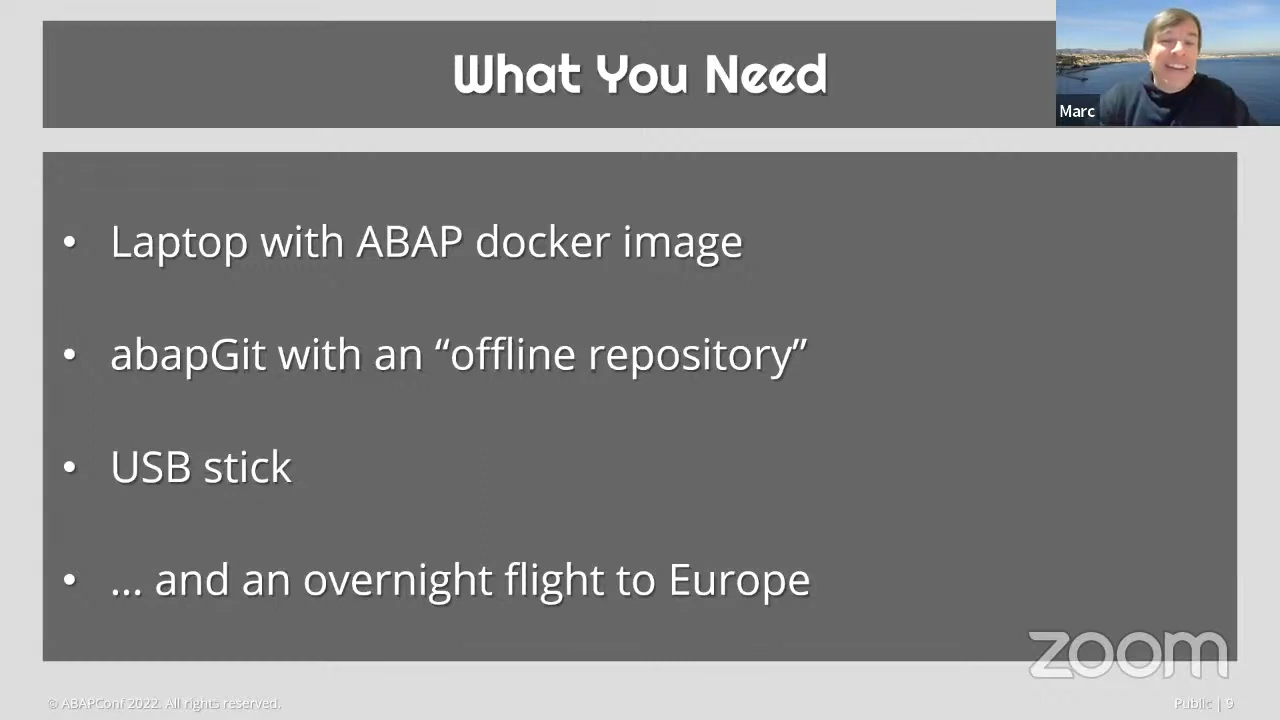 What You Need
Marc
• Laptop with ABAP docker image
• abapGit with an “offline repository”
• USB stick
• ... and an overnight flight to Europe
zoom
© ABAPConf 2022. All rights reserved.
Public | 9